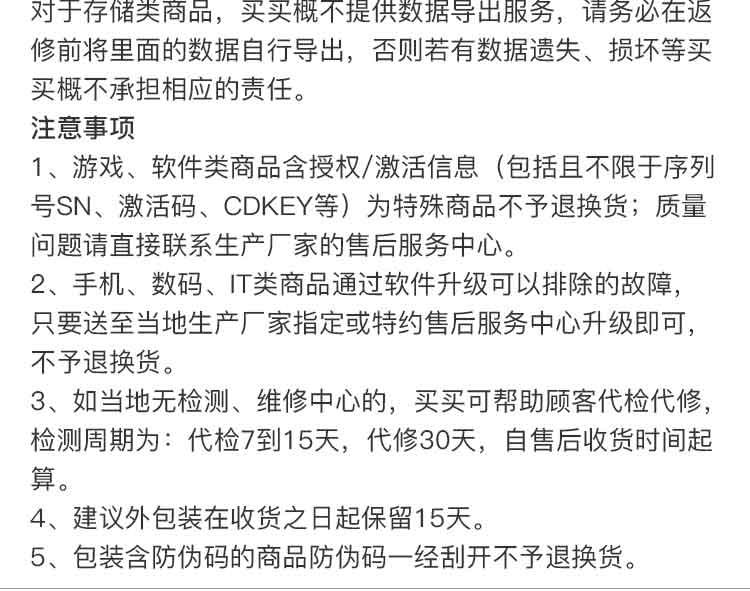 对于存储类商品，买买概不提供数据导出服务，请务必在返
修前将里面的数据自行导出，否则若有数据遗失、损坏等买
买概不承担相应的责任。
注意事项
1、游戏、软件类商品含授权/激活信息（包括且不限于序列
号SN、激活码、CDKEY等）为特殊商品不予退换货；质量
问题请直接联系生产厂家的售后服务中心。
2、手机、数码、IT类商品通过软件升级可以排除的故障，
只要送至当地生产厂家指定或特约售后服务中心升级即可，
不予退换货。
3、如当地无检测、维修中心的，买买可帮助顾客代检代修，
检测周期为：代检7到15天，代修30天，自售后收货时间起
算。
4、建议外包装在收货之日起保留15天。
5、包装含防伪码的商品防伪码一经刮开不予退换货。